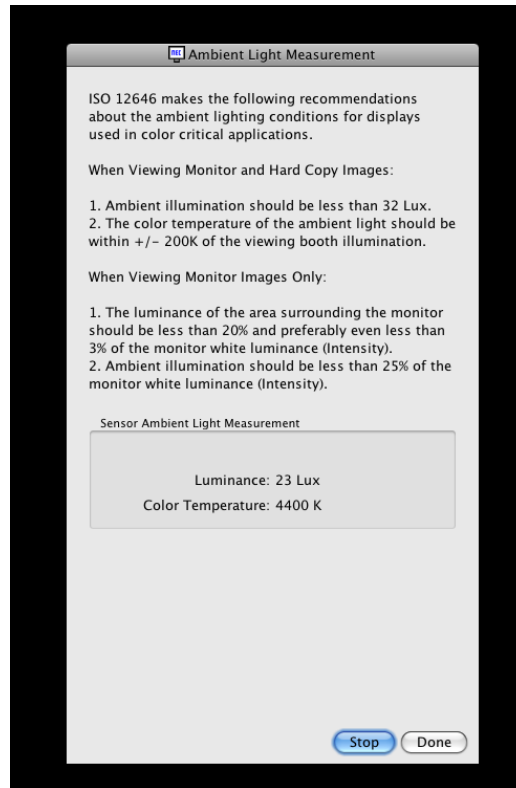 NEC Ambient Light Measurement
ISO 12646 makes the following recommendations
about the ambient lighting conditions for displays
used in color critical applications.
When Viewing Monitor and Hard Copy Images:
1. Ambient illumination should be less than 32 Lux.
2. The color temperature of the ambient light should be
within +/- 200K of the viewing booth illumination.
When Viewing Monitor Images Only:
1. The luminance of the area surrounding the monitor
should be less than 20% and preferably even less than
3% of the monitor white luminance (Intensity).
2. Ambient illumination should be less than 25% of the
monitor white luminance (Intensity).
Sensor Ambient Light Measurement
Luminance: 23 Lux
Color Temperature: 4400 K
Stop Done